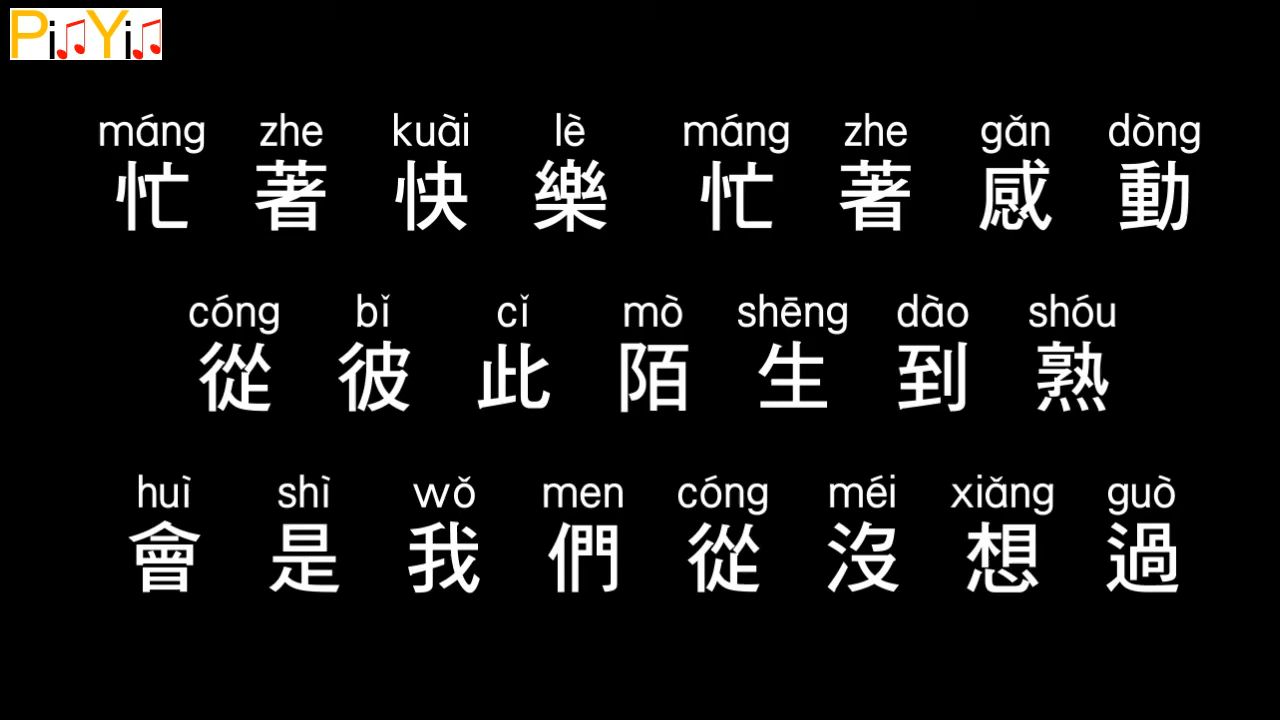 PinYin
máng zhe kuài lè máng zhe gǎn dòng
忙著快樂 忙著感動
cóng bǐ cǐ mò shēng dào shóu
從彼此陌生到熟
huì shì wǒ men cóng méi xiǎng guò
會是我們從沒想過